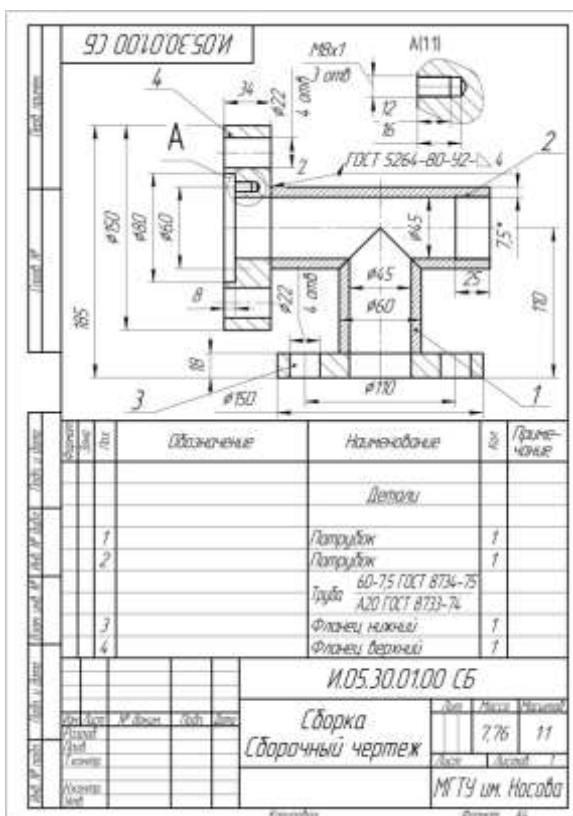 И.05.30.01.00 СБ
М8х1
3 отв
А(1:1)
4
34
⌀22
4 отв
12
16
2
А
2
ГОСТ 5264-80-У2-⊿ 4
⌀150
⌀80
⌀60
⌀45
7,5*
25
8
⌀22
4 отв
⌀45
⌀60
110
185
18
3
⌀150
⌀110
1
Формат
Зона
Поз.
Обозначение
Наименование
Кол
Приме-
чание
Детали
1 Патрубок 1
2 Патрубок 1
Труба 60-7,5 ГОСТ 8734-75
А20 ГОСТ 8733-74
3 Фланец нижний 1
4 Фланец верхний 1
И.05.30.01.00 СБ
Изм Лист № докум. Подп. Дата
Разраб.
Пров.
Т.контр.
Н.контр.
Утв.
Сборка
Сборочный чертеж
Лит. Масса Масштаб
7,76 1:1
Лист Листов 1
МГТУ им. Носова
Копировал Формат А4
Перв. примен.
Справ. №
Подп. и дата
Инв. № дубл.
Взам. инв. №
Подп. и дата
Инв. № подл.